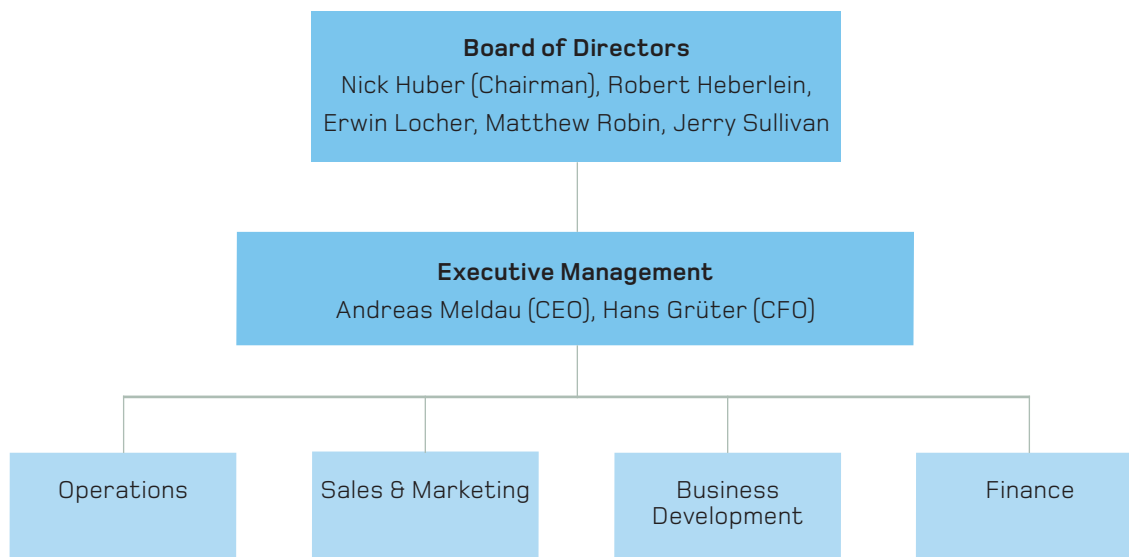 Board of Directors
Nick Huber (Chairman), Robert Heberlein,
Erwin Locher, Matthew Robin, Jerry Sullivan
Executive Management
Andreas Meldau (CEO), Hans Grüter (CFO)
Operations
Sales & Marketing
Business
Development
Finance